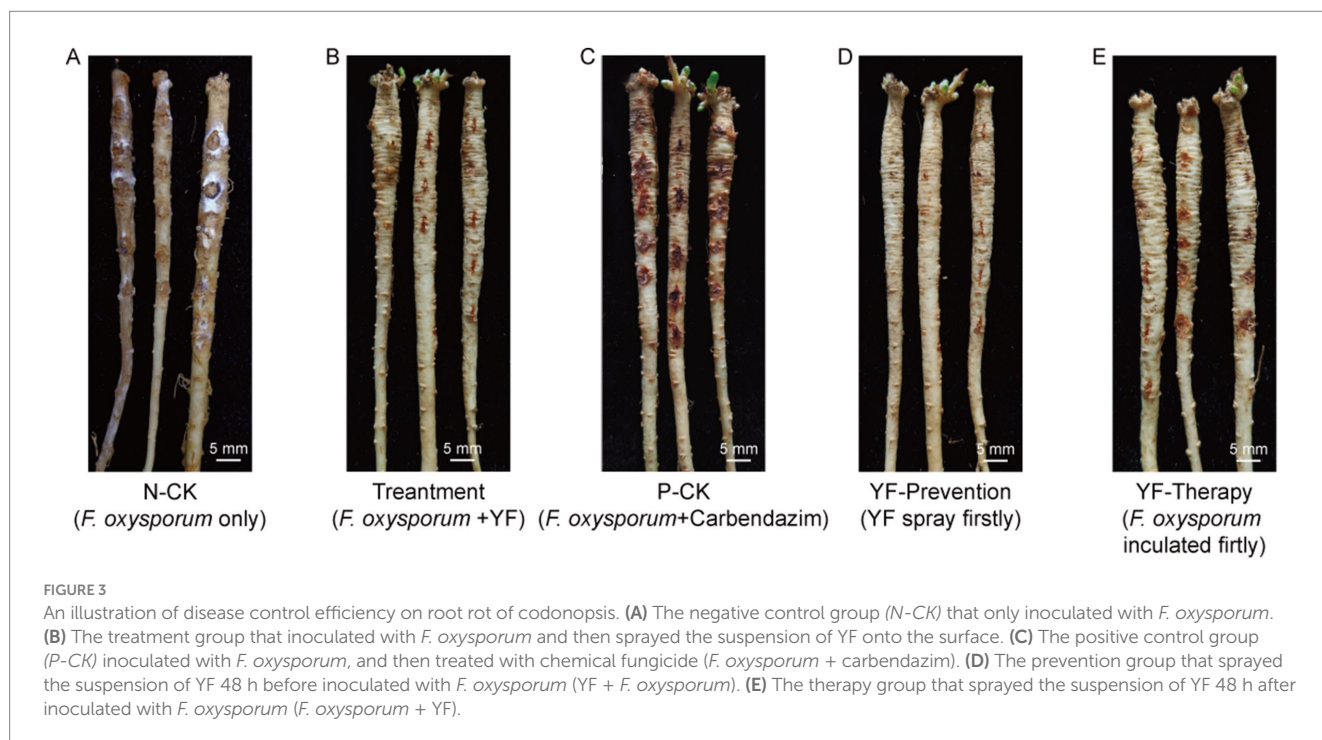 A
B
C
D
E
5 mm
5 mm
5 mm
5 mm
5 mm
N-CK
(F. oxysporum only)
Treantment
(F. oxysporum +YF)
P-CK
(F. oxysporum+Carbendazim)
YF-Prevention
(YF spray firstly)
YF-Therapy
(F. oxysporum
inculated firtly)
FIGURE 3
An illustration of disease control efficiency on root rot of codonopsis. (A) The negative control group (N-CK) that only inoculated with F. oxysporum.
(B) The treatment group that inoculated with F. oxysporum and then sprayed the suspension of YF onto the surface. (C) The positive control group
(P-CK) inoculated with F. oxysporum, and then treated with chemical fungicide (F. oxysporum + carbendazim). (D) The prevention group that sprayed
the suspension of YF 48 h before inoculated with F. oxysporum (YF + F. oxysporum). (E) The therapy group that sprayed the suspension of YF 48 h after
inoculated with F. oxysporum (F. oxysporum + YF).